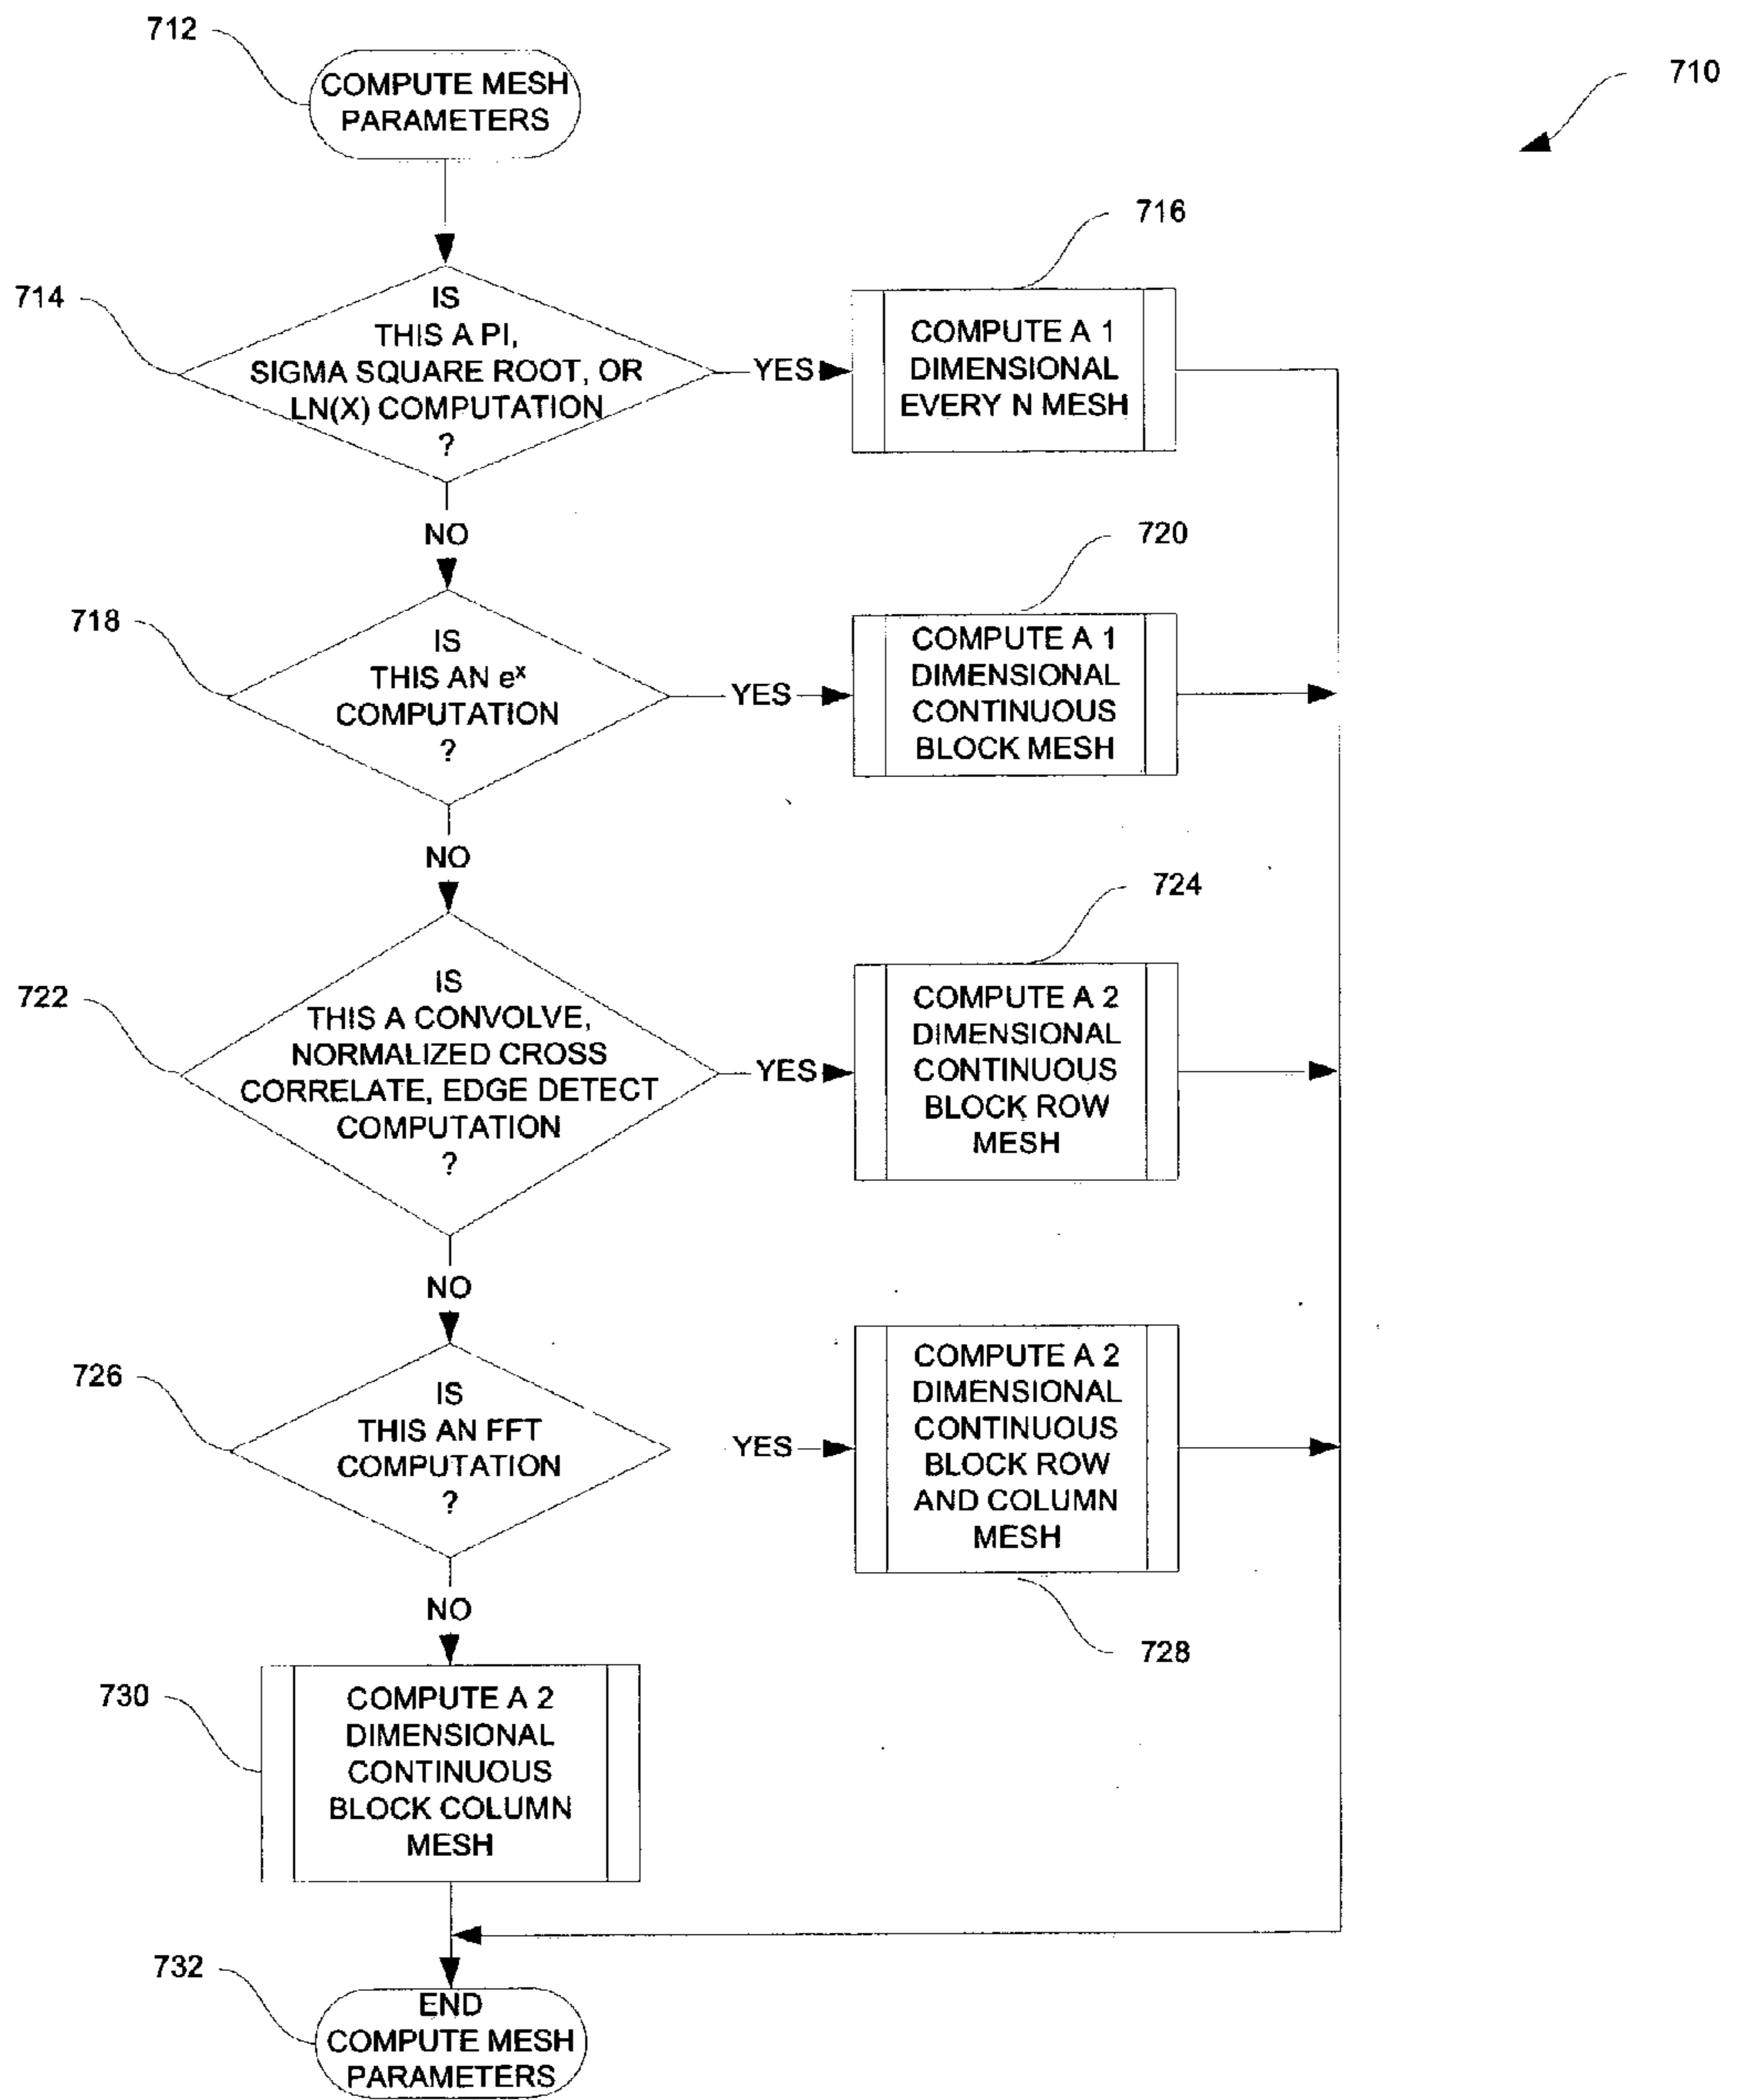 712
COMPUTE MESH
PARAMETERS
710
716
714
IS
THIS A PI,
SIGMA SQUARE ROOT, OR
LN(X) COMPUTATION
?
YES
COMPUTE A 1
DIMENSIONAL
EVERY N MESH
NO
720
718
IS
THIS AN eˣ
COMPUTATION
?
YES
COMPUTE A 1
DIMENSIONAL
CONTINUOUS
BLOCK MESH
NO
724
722
IS
THIS A CONVOLVE,
NORMALIZED CROSS
CORRELATE, EDGE DETECT
COMPUTATION
?
YES
COMPUTE A 2
DIMENSIONAL
CONTINUOUS
BLOCK ROW
MESH
NO
726
IS
THIS AN FFT
COMPUTATION
?
YES
COMPUTE A 2
DIMENSIONAL
CONTINUOUS
BLOCK ROW
AND COLUMN
MESH
NO
728
730
COMPUTE A 2
DIMENSIONAL
CONTINUOUS
BLOCK COLUMN
MESH
732
END
COMPUTE MESH
PARAMETERS